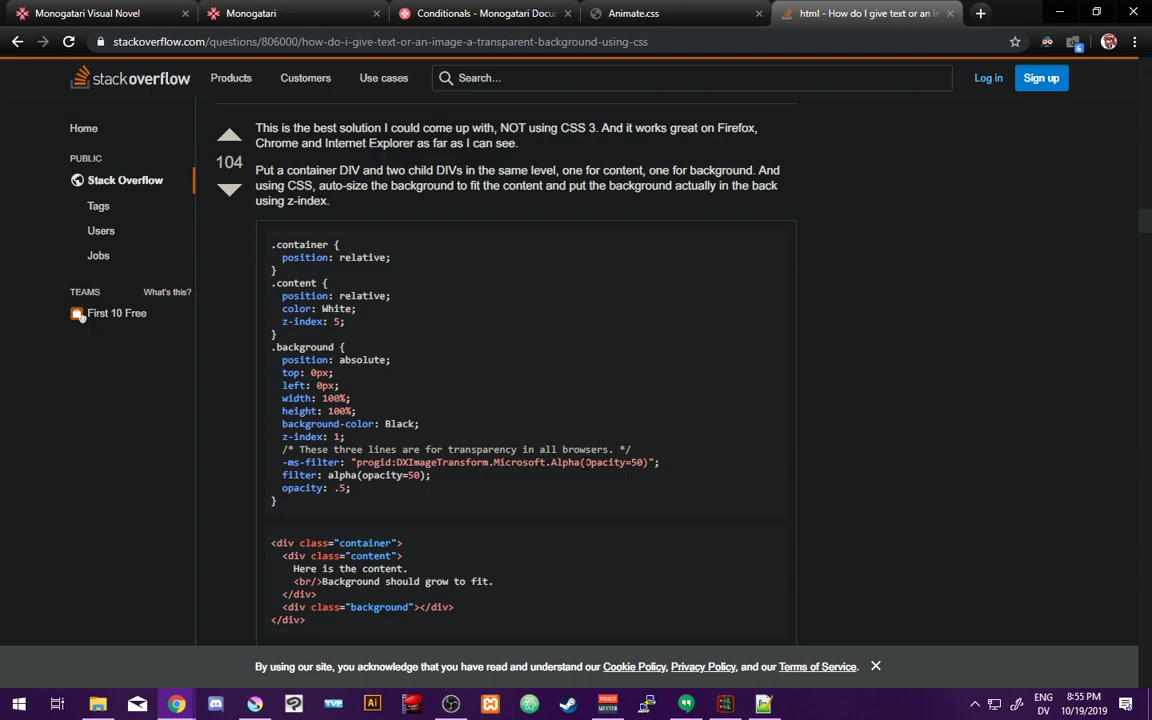 Monogatari Visual Novel
Monogatari
Conditionals - Monogatari Docu
Animate.css
html - How do I give text or an i
stackoverflow.com/questions/806000/how-do-i-give-text-or-an-image-a-transparent-background-using-css
6
stackoverflow
Products
Customers
Use cases
Search...
Log in
Sign up
Home
PUBLIC
Stack Overflow
Tags
Users
Jobs
TEAMS
What's this?
First 10 Free
104
This is the best solution I could come up with, NOT using CSS 3. And it works great on Firefox,
Chrome and Internet Explorer as far as I can see.
Put a container DIV and two child DIVs in the same level, one for content, one for background. And
using CSS, auto-size the background to fit the content and put the background actually in the back
using z-index.
.container {
position: relative;
}
.content {
position: relative;
color: White;
z-index: 5;
}
.background {
position: absolute;
top: 0px;
left: 0px;
width: 100%;
height: 100%;
background-color: Black;
z-index: 1;
/* These three lines are for transparency in all browsers. */
-ms-filter: "progid:DXImageTransform.Microsoft.Alpha(Opacity=50)";
filter: alpha(opacity=50);
opacity: .5;
}
<div class="container">
<div class="content">
Here is the content.
<br/>Background should grow to fit.
</div>
<div class="background"></div>
</div>
By using our site, you acknowledge that you have read and understand our Cookie Policy, Privacy Policy, and our Terms of Service.
TVP
Ai
VOICE
MEETER
ENG
DV
8:55 PM
10/19/2019